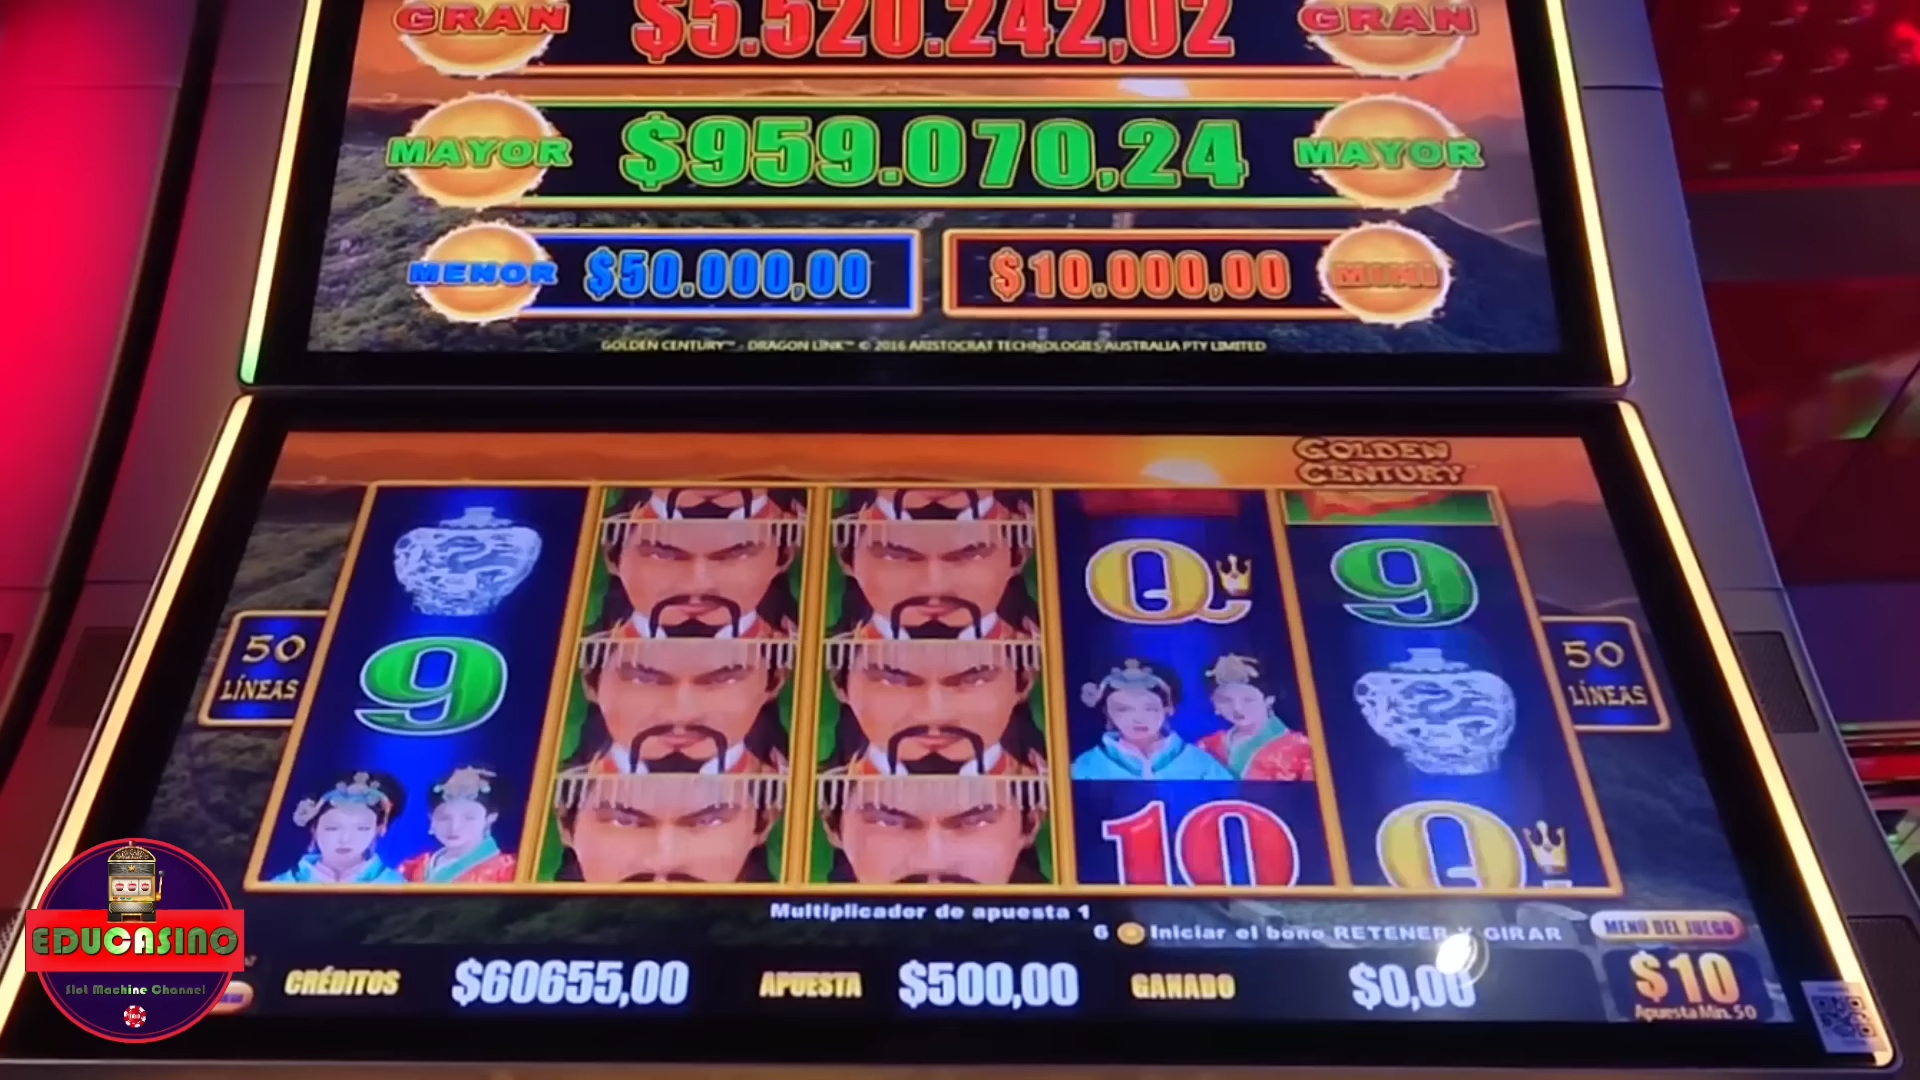 GRAN $5.520.242,02 GRAN
MAYOR $959.070,24 MAYOR
MENOR $50.000,00 $10.000,00 MINI
GOLDEN CENTURY™ - DRAGON LINK™ © 2016 ARISTOCRAT TECHNOLOGIES AUSTRALIA PTY LIMITED
GOLDEN
CENTURY™
Q 9
50
LÍNEAS
9
50
LÍNEAS
10 Q
Multiplicador de apuesta 1
6 Iniciar el bono RETENER Y GIRAR
MENÚ DEL JUEGO
CRÉDITOS $60655,00 APUESTA $500,00 GANADO $0,00
$10
Apuesta Min. 50
EDUCASINO
Slot Machine Channel